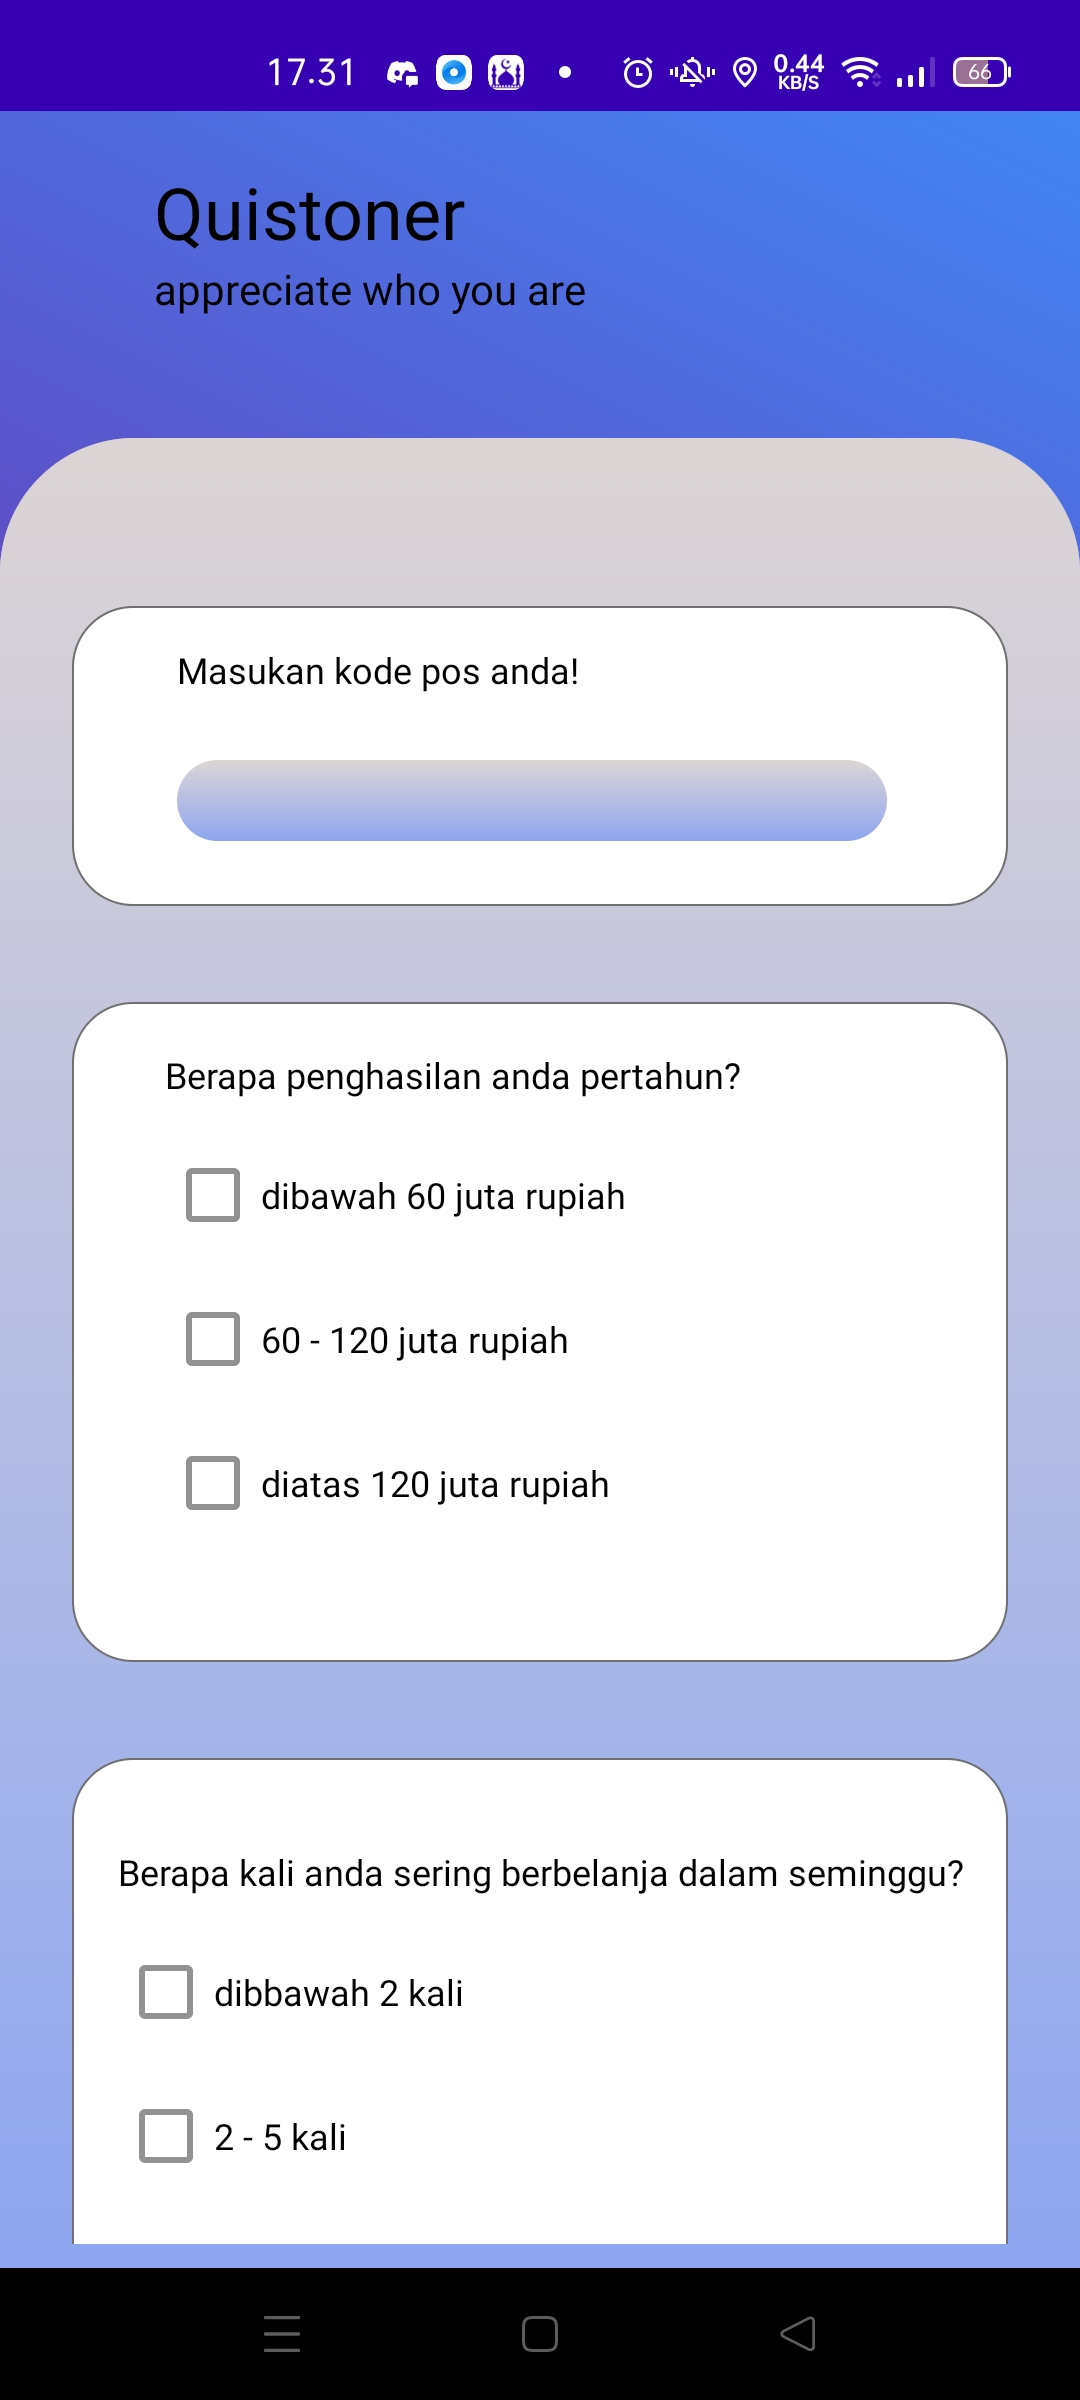 17.31
0.44
KB/S
66
Quistoner
appreciate who you are
Masukan kode pos anda!
Berapa penghasilan anda pertahun?
dibawah 60 juta rupiah
60 - 120 juta rupiah
diatas 120 juta rupiah
Berapa kali anda sering berbelanja dalam seminggu?
dibbawah 2 kali
2 - 5 kali